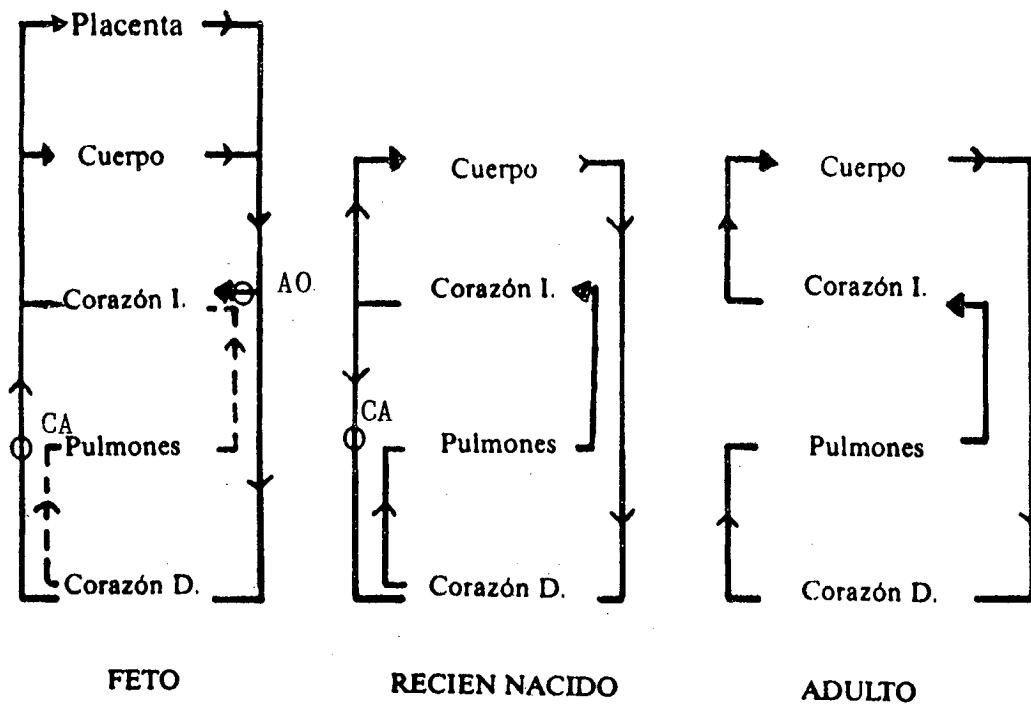 Placenta
Cuerpo
AO.
Corazón I.
CA
Pulmones
Corazón D.
FETO
Cuerpo
Corazón I.
CA
Pulmones
Corazón D.
RECIEN NACIDO
Cuerpo
Corazón I.
Pulmones
Corazón D.
ADULTO